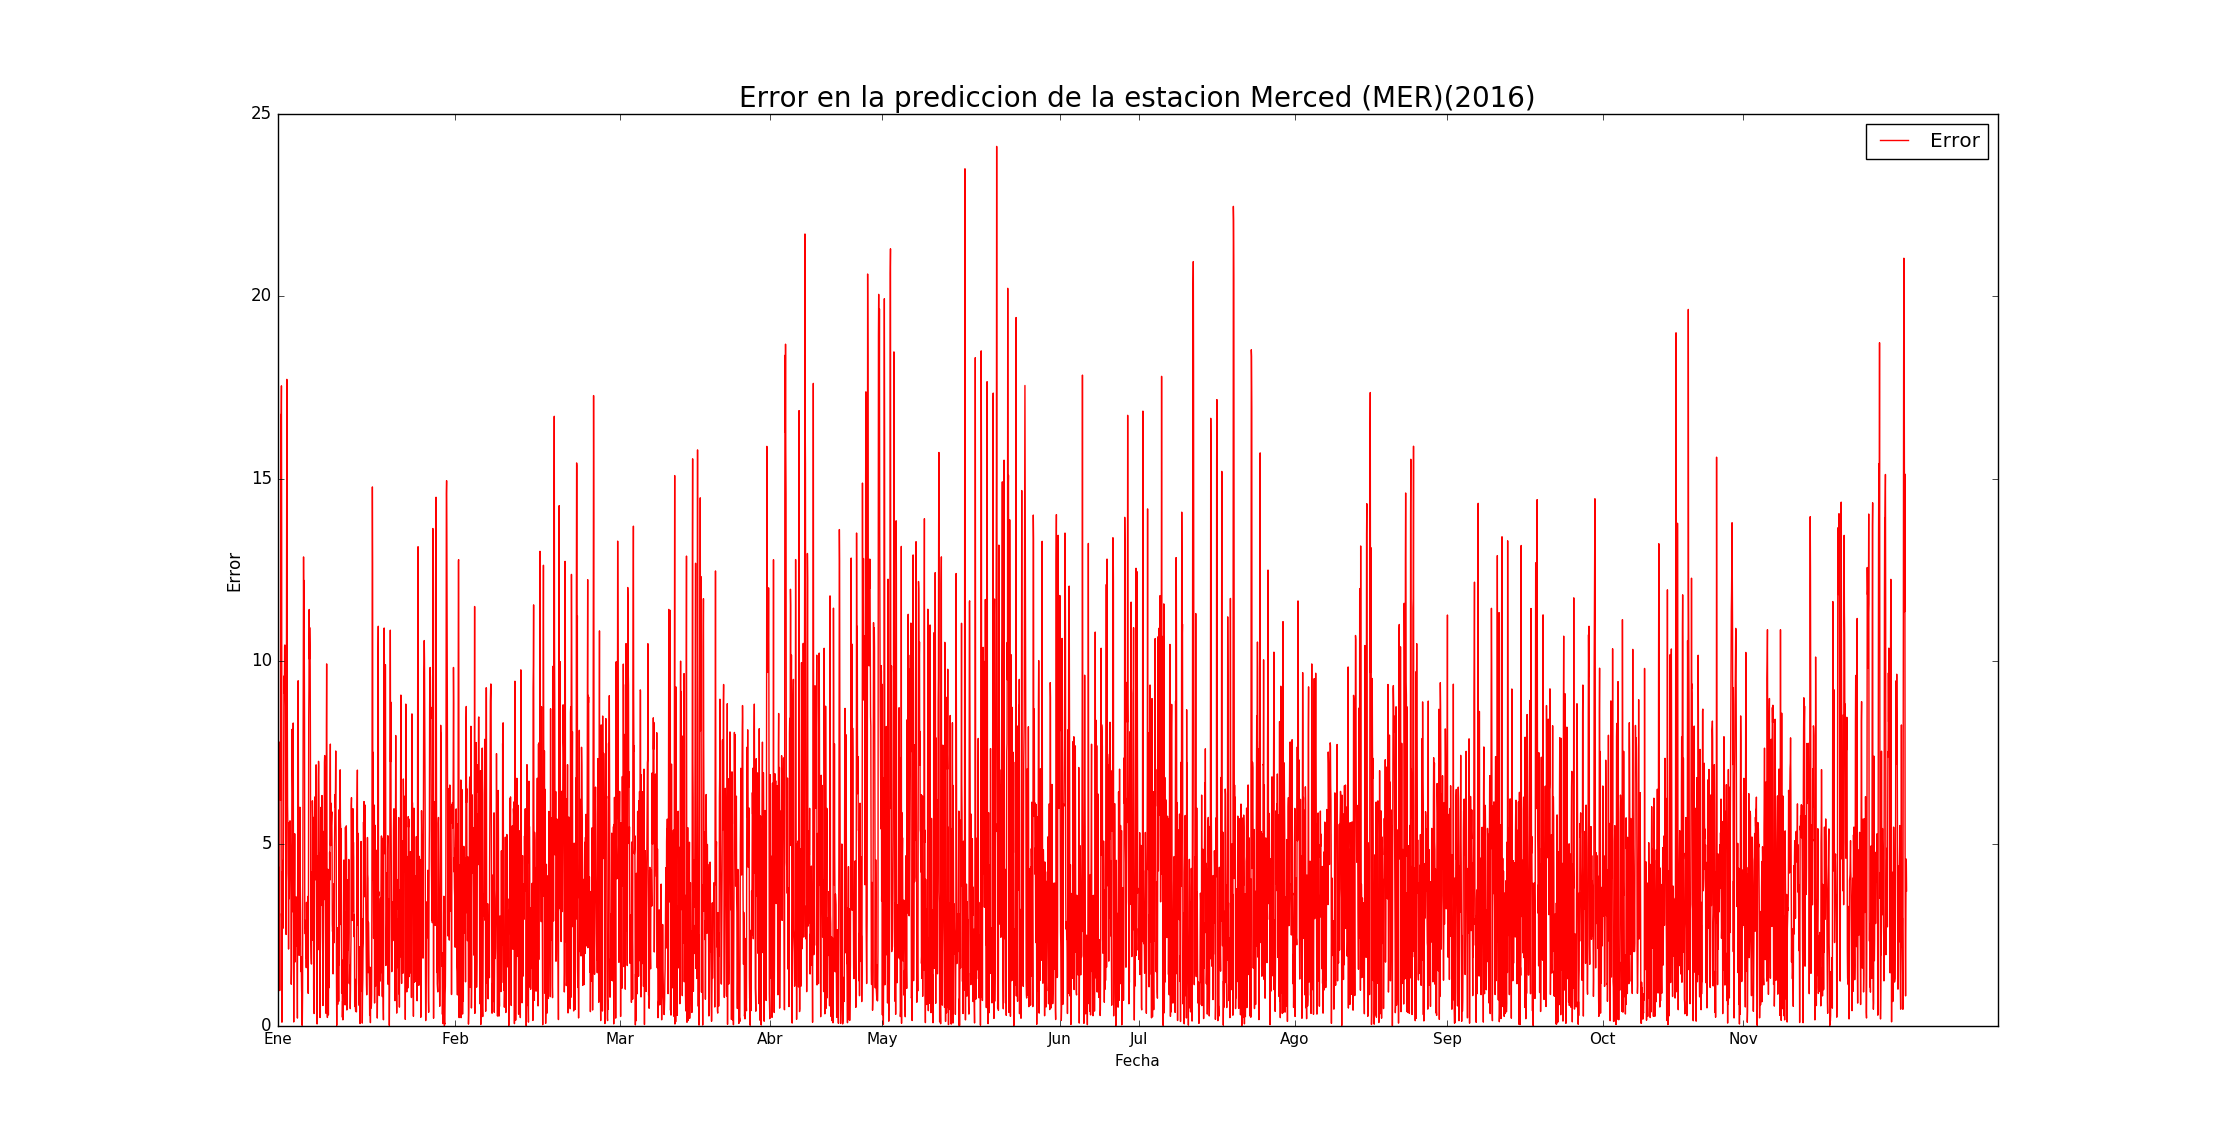 Error en la prediccion de la estacion Merced (MER)(2016)
Error
25
20
15
10
5
0
Error
Ene Feb Mar Abr May Jun Jul Ago Sep Oct Nov
Fecha